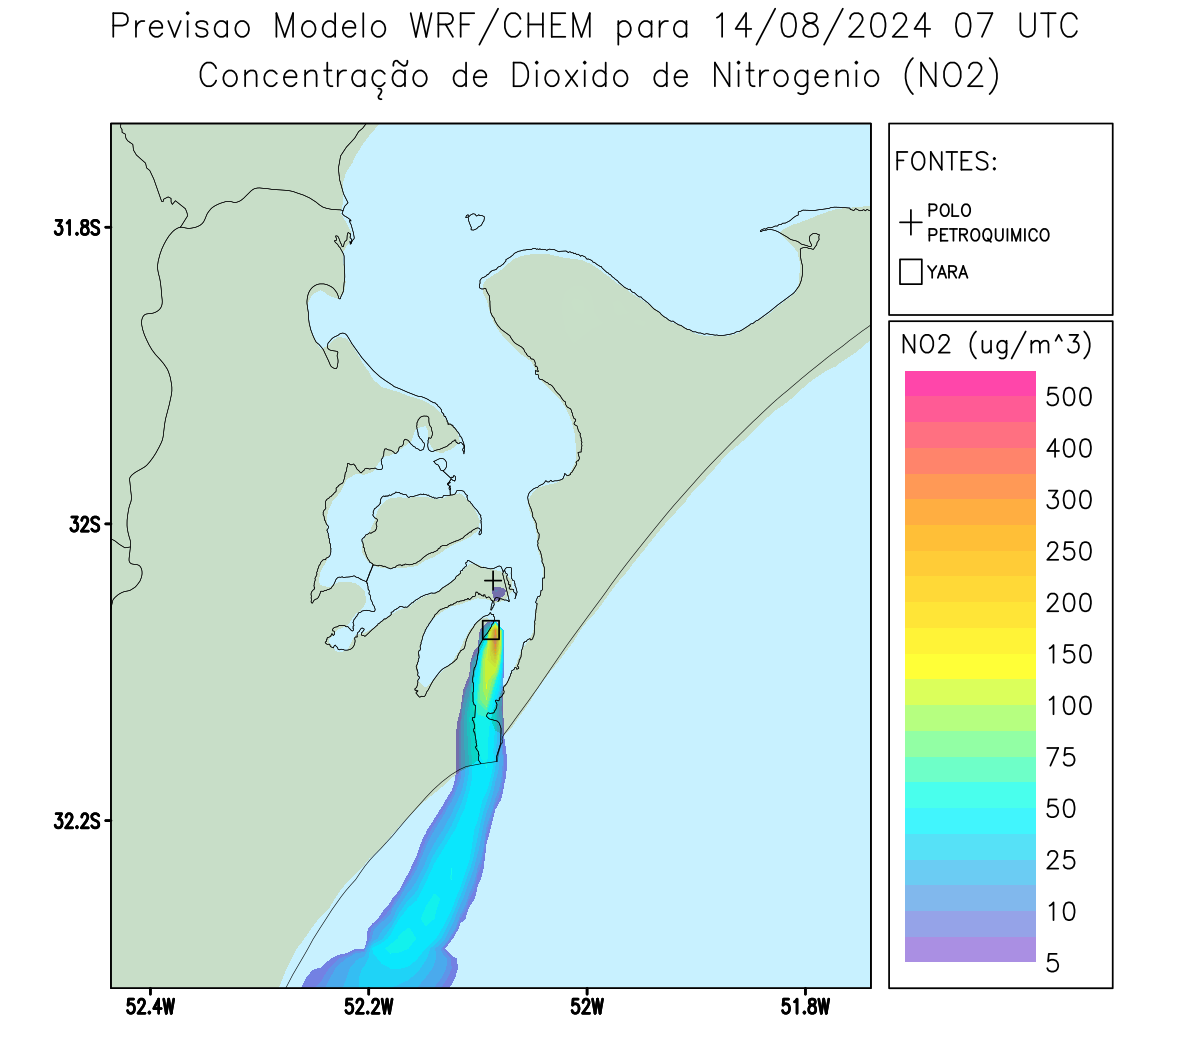 Previsao Modelo WRF/CHEM para 14/08/2024 07 UTC
Concentração de Dioxido de Nitrogenio (NO2)
FONTES:
POLO
PETROQUIMICO
YARA
NO2 (ug/m^3)
500
400
300
250
200
150
100
75
50
25
10
5
31.8S
32S
32.2S
52.4W
52.2W
52W
51.8W